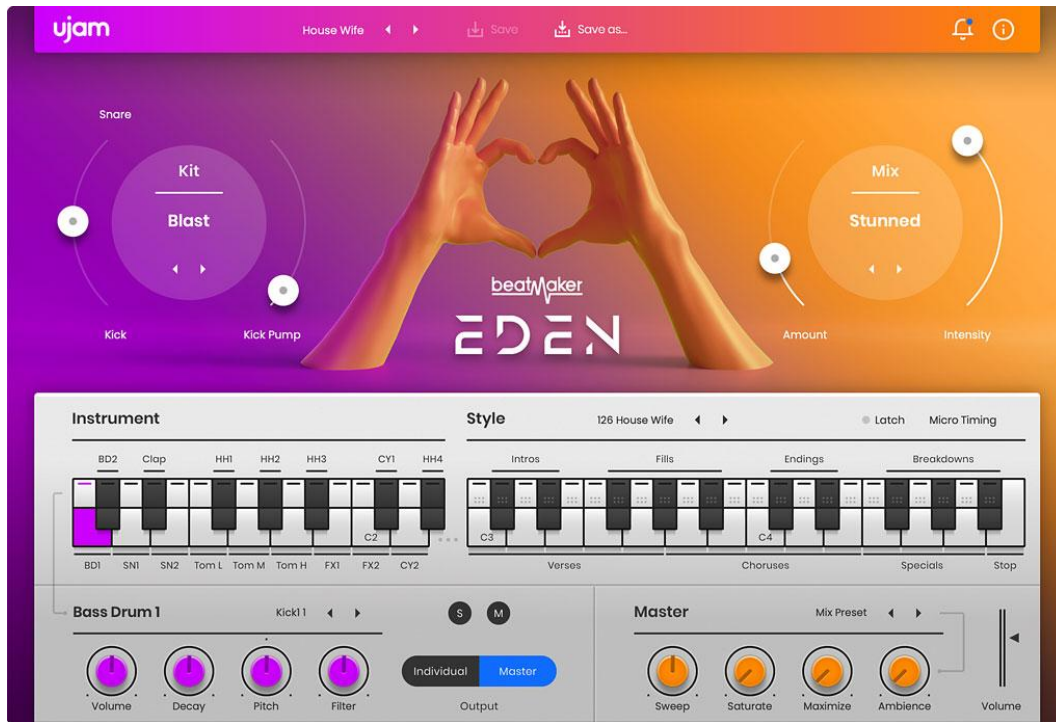 ujam House Wife Save Save as...
Snare
Kit
Blast
Kick
Kick Pump
Mix
Stunned
Amount
Intensity
beatMaker
EDEN
Instrument
BD2 Clap HH1 HH2 HH3 CY1 HH4
C2
BD1 SN1 SN2 Tom L Tom M Tom H FX1 FX2 CY2
Style 126 House Wife Latch Micro Timing
Intros Fills Endings Breakdowns
C3 C4
Verses Choruses Specials Stop
Bass Drum 1 Kick1 1 S M
Volume Decay Pitch Filter
Individual Master
Output
Master Mix Preset
Sweep Saturate Maximize Ambience Volume